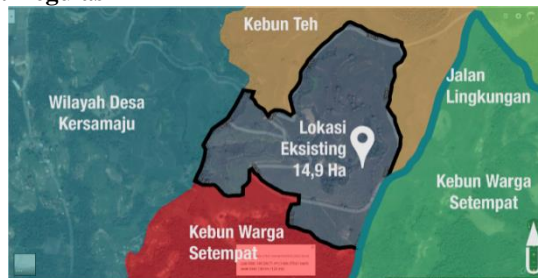 Kebun Teh
Jalan
Lingkungan
Wilayah Desa
Kersamaju
Lokasi
Eksisting
14,9 Ha
Kebun Warga
Setempat
Kebun Warga
Setempat
U